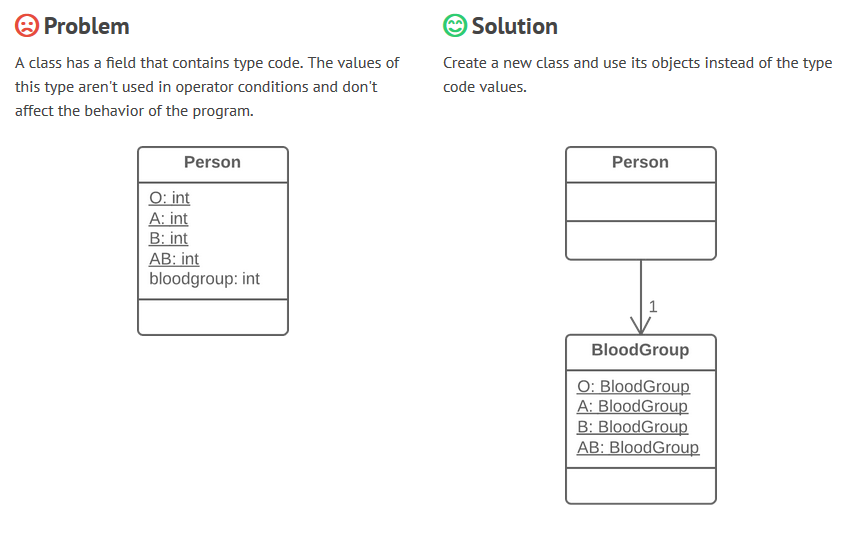 Problem
A class has a field that contains type code. The values of
this type aren't used in operator conditions and don't
affect the behavior of the program.
Person
O: int
A: int
B: int
AB: int
bloodgroup: int
Solution
Create a new class and use its objects instead of the type
code values.
Person
1
BloodGroup
O: BloodGroup
A: BloodGroup
B: BloodGroup
AB: BloodGroup